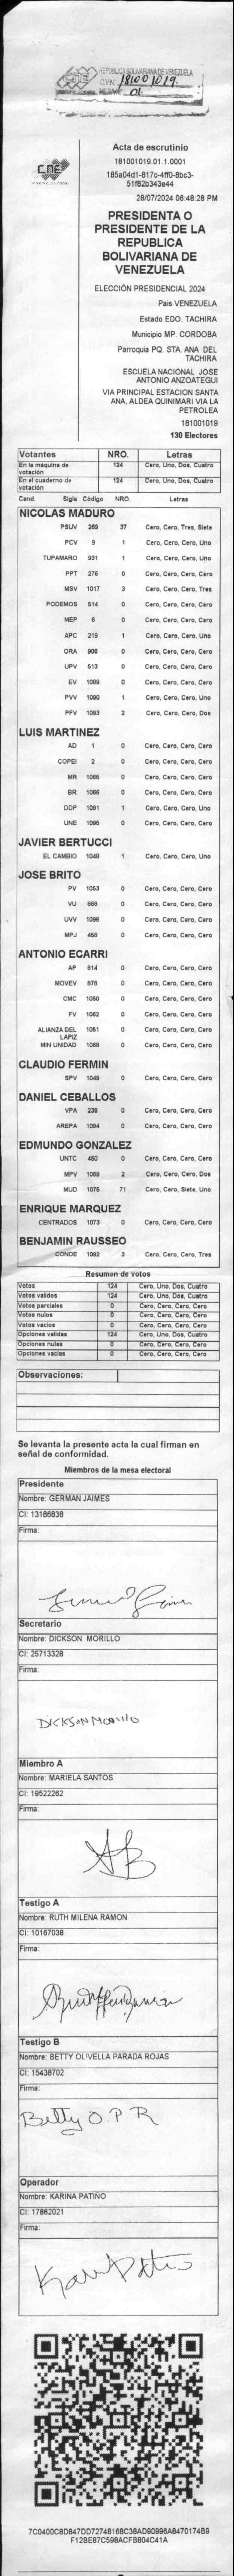 REPUBLICA BOLIVARIANA DE VENEZUELA
CNE
C.V.N: 181001019.
01.
CNE
Acta de escrutinio
181001019.01.1.0001
185a04d1-817c-4ff0-8bc3-
51f82b343e44
28/07/2024 06:48:28 PM
PRESIDENTA O
PRESIDENTE DE LA
REPUBLICA
BOLIVARIANA DE
VENEZUELA
ELECCIÓN PRESIDENCIAL 2024
Pais VENEZUELA
Estado EDO. TACHIRA
Municipio MP. CORDOBA
Parroquia PQ. STA. ANA DEL
TACHIRA
ESCUELA NACIONAL JOSE
ANTONIO ANZOATEGUI
VIA PRINCIPAL ESTACION SANTA
ANA, ALDEA QUINIMARI VIA LA
PETROLEA
181001019
130 Electores
Votantes NRO. Letras
En la máquina de votación 124 Cero, Uno, Dos, Cuatro
En el cuaderno de votación 124 Cero, Uno, Dos, Cuatro
Cand. Sigla Código NRO. Letras
NICOLAS MADURO
PSUV 269 37 Cero, Cero, Tres, Siete
PCV 9 1 Cero, Cero, Cero, Uno
TUPAMARO 931 1 Cero, Cero, Cero, Uno
PPT 276 0 Cero, Cero, Cero, Cero
MSV 1017 3 Cero, Cero, Cero, Tres
PODEMOS 514 0 Cero, Cero, Cero, Cero
MEP 6 0 Cero, Cero, Cero, Cero
APC 219 1 Cero, Cero, Cero, Uno
ORA 906 0 Cero, Cero, Cero, Cero
UPV 513 0 Cero, Cero, Cero, Cero
EV 1089 0 Cero, Cero, Cero, Cero
PVV 1090 1 Cero, Cero, Cero, Uno
PFV 1093 2 Cero, Cero, Cero, Dos
LUIS MARTINEZ
AD 1 0 Cero, Cero, Cero, Cero
COPEI 2 0 Cero, Cero, Cero, Cero
MR 1065 0 Cero, Cero, Cero, Cero
BR 1066 0 Cero, Cero, Cero, Cero
DDP 1091 1 Cero, Cero, Cero, Uno
UNE 1095 0 Cero, Cero, Cero, Cero
JAVIER BERTUCCI
EL CAMBIO 1049 1 Cero, Cero, Cero, Uno
JOSE BRITO
PV 1053 0 Cero, Cero, Cero, Cero
VU 868 0 Cero, Cero, Cero, Cero
UVV 1096 0 Cero, Cero, Cero, Cero
MPJ 458 0 Cero, Cero, Cero, Cero
ANTONIO ECARRI
AP 814 0 Cero, Cero, Cero, Cero
MOVEV 878 0 Cero, Cero, Cero, Cero
CMC 1050 0 Cero, Cero, Cero, Cero
FV 1062 0 Cero, Cero, Cero, Cero
ALIANZA DEL LAPIZ 1061 0 Cero, Cero, Cero, Cero
MIN UNIDAD 1068 0 Cero, Cero, Cero, Cero
CLAUDIO FERMIN
SPV 1045 0 Cero, Cero, Cero, Cero
DANIEL CEBALLOS
VPA 236 0 Cero, Cero, Cero, Cero
AREPA 1094 0 Cero, Cero, Cero, Cero
EDMUNDO GONZALEZ
UNTC 450 0 Cero, Cero, Cero, Cero
MPV 1069 2 Cero, Cero, Cero, Dos
MUD 1075 71 Cero, Cero, Siete, Uno
ENRIQUE MARQUEZ
CENTRADOS 1073 0 Cero, Cero, Cero, Cero
BENJAMIN RAUSSEO
CONDE 1092 3 Cero, Cero, Cero, Tres
Resumen de votos
Votos 124 Cero, Uno, Dos, Cuatro
Votos validos 124 Cero, Uno, Dos, Cuatro
Votos parciales 0 Cero, Cero, Cero, Cero
Votos nulos 0 Cero, Cero, Cero, Cero
Votos vacios 0 Cero, Cero, Cero, Cero
Opciones validas 124 Cero, Uno, Dos, Cuatro
Opciones nulas 0 Cero, Cero, Cero, Cero
Opciones vacias 0 Cero, Cero, Cero, Cero
Observaciones:
Se levanta la presente acta la cual firman en
señal de conformidad.
Miembros de la mesa electoral
Presidente
Nombre: GERMAN JAIMES
CI: 13186838
Firma:
Secretario
Nombre: DICKSON MORILLO
CI: 25713328
Firma:
DICKSON MORILLO
Miembro A
Nombre: MARIELA SANTOS
CI: 19522262
Firma:
Testigo A
Nombre: RUTH MILENA RAMON
CI: 10167038
Firma:
Testigo B
Nombre: BETTY OLIVELLA PARADA ROJAS
CI: 15438702
Firma:
Betty O.P R
Operador
Nombre: KARINA PATIÑO
CI: 17862021
Firma:
7C0400C8D847DD72748168C38AD90996A8470174B9
F12BE87C598ACFB804C41A